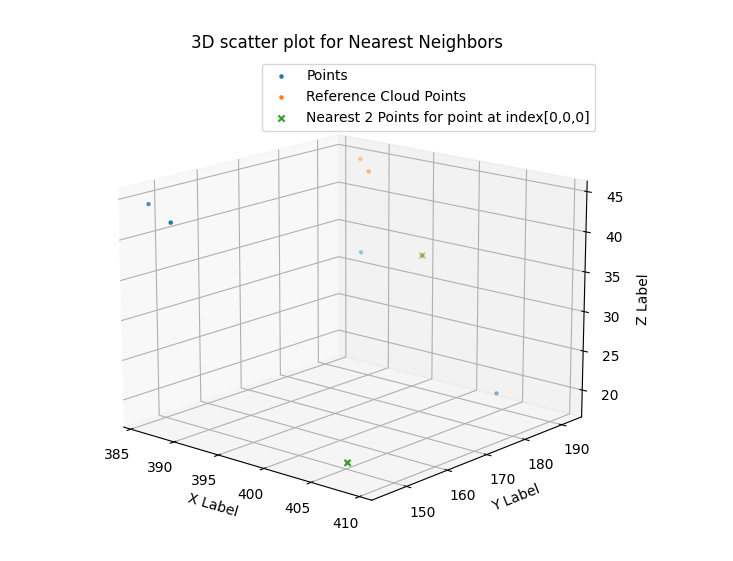 3D scatter plot for Nearest Neighbors
Points
Reference Cloud Points
Nearest 2 Points for point at index[0,0,0]
45
40
35
30
25
20
Z Label
385
390
395
400
405
410
X Label
150
160
170
180
190
Y Label